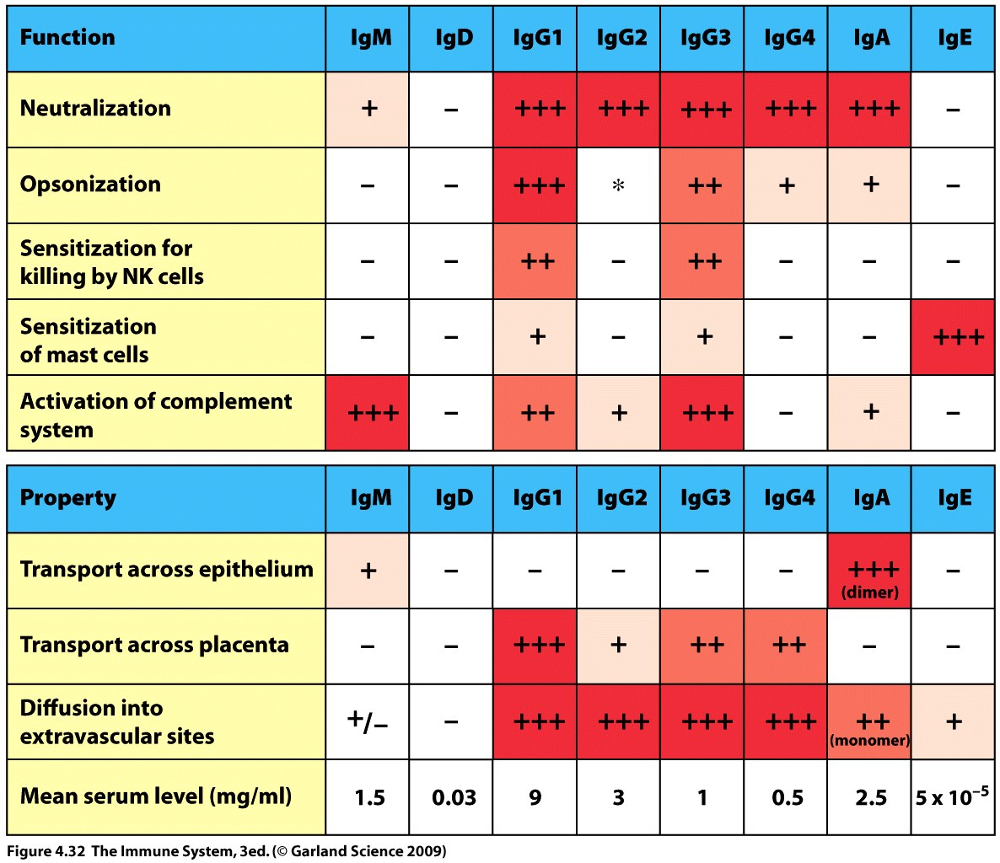 Function IgM IgD IgG1 IgG2 IgG3 IgG4 IgA IgE
Neutralization + – +++ +++ +++ +++ +++ –
Opsonization – – +++ * ++ + + –
Sensitization for
killing by NK cells – – ++ – ++ – – –
Sensitization
of mast cells – – + – + – – +++
Activation of complement
system +++ – ++ + +++ – + –
Property IgM IgD IgG1 IgG2 IgG3 IgG4 IgA IgE
Transport across epithelium + – – – – – +++ –
(dimer)
Transport across placenta – – +++ + ++ ++ – –
Diffusion into
extravascular sites +/– – +++ +++ +++ +++ ++ +
(monomer)
Mean serum level (mg/ml) 1.5 0.03 9 3 1 0.5 2.5 5 x 10⁻⁵
Figure 4.32 The Immune System, 3ed. (© Garland Science 2009)